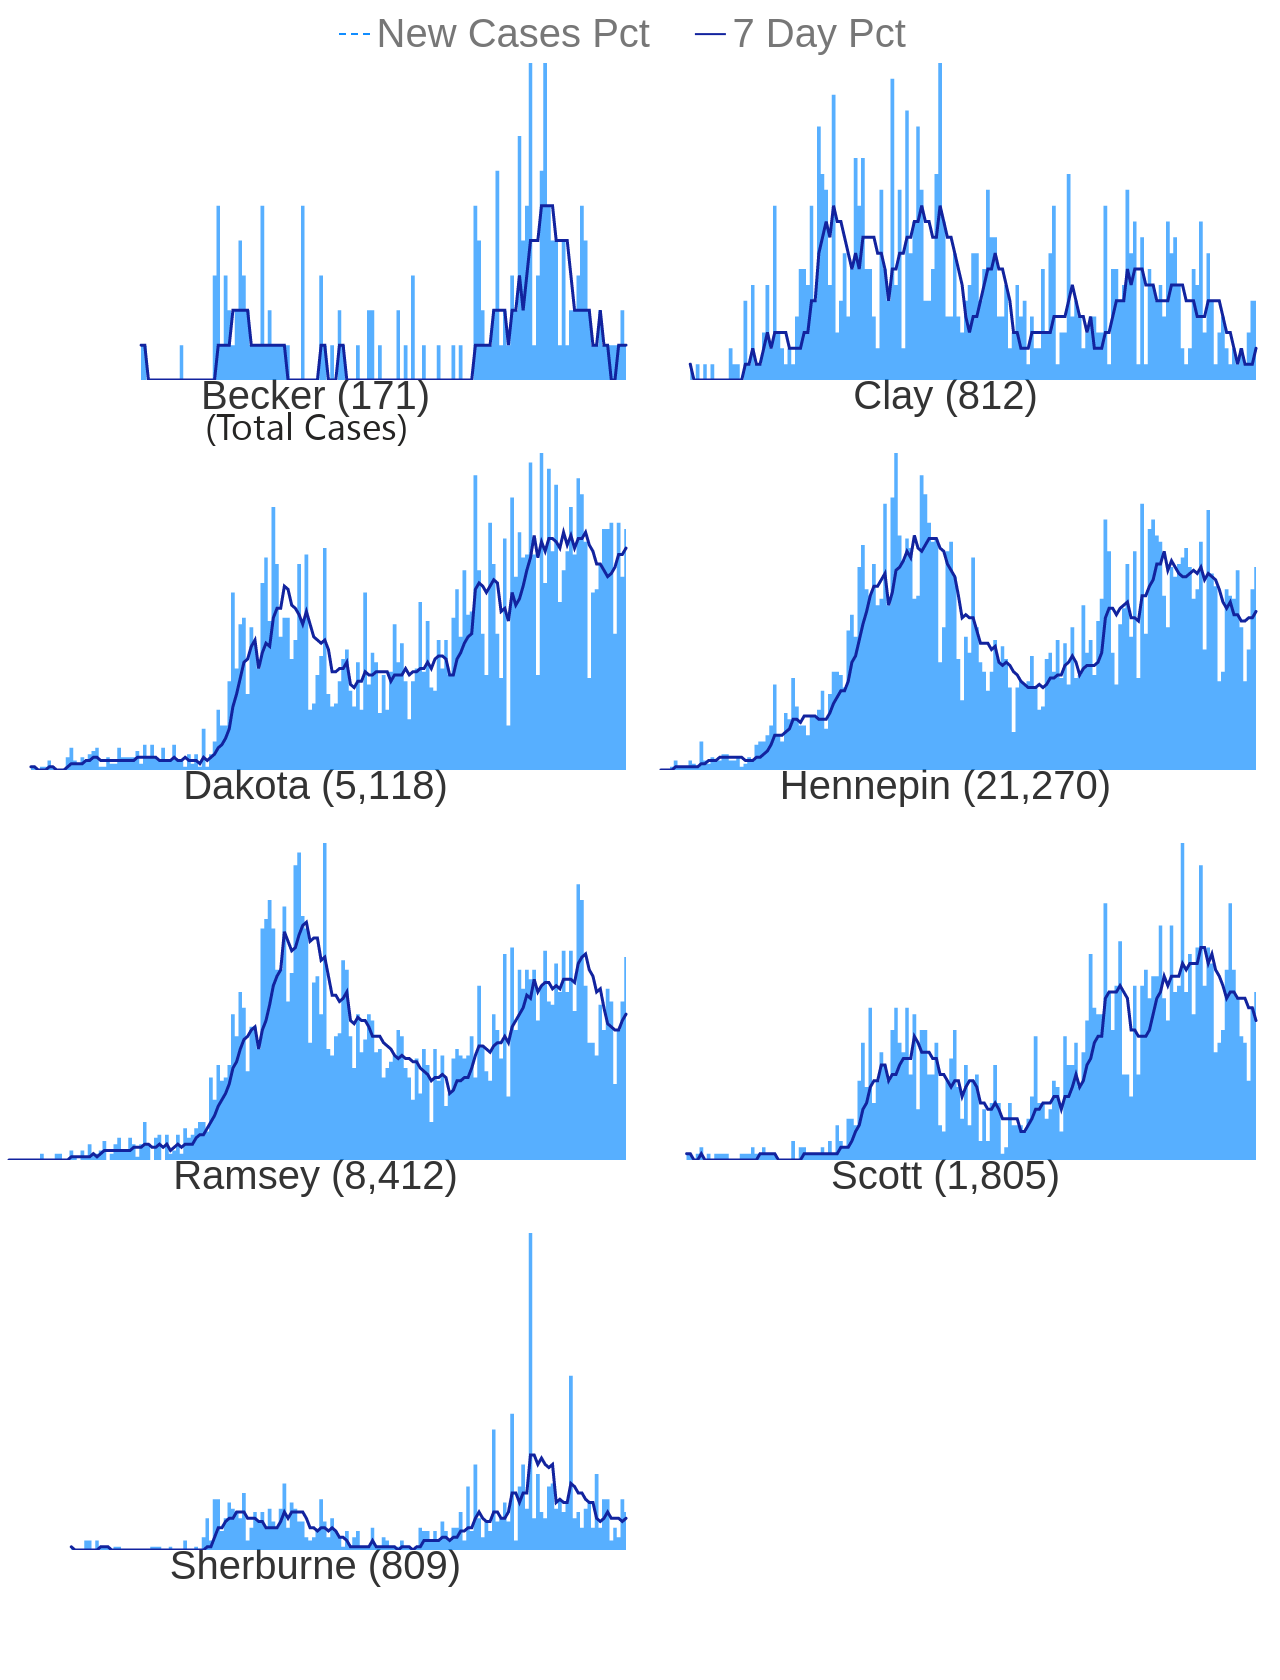 New Cases Pct 7 Day Pct
Becker (171) Clay (812)
(Total Cases)
Dakota (5,118) Hennepin (21,270)
Ramsey (8,412) Scott (1,805)
Sherburne (809)